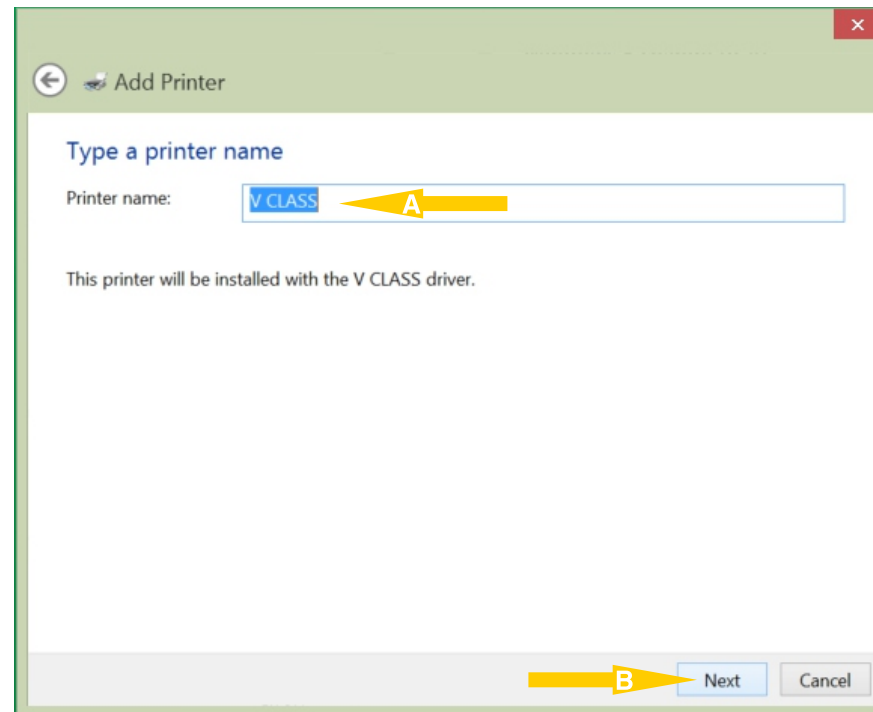 Add Printer
Type a printer name
Printer name: V CLASS A
This printer will be installed with the V CLASS driver.
B Next Cancel